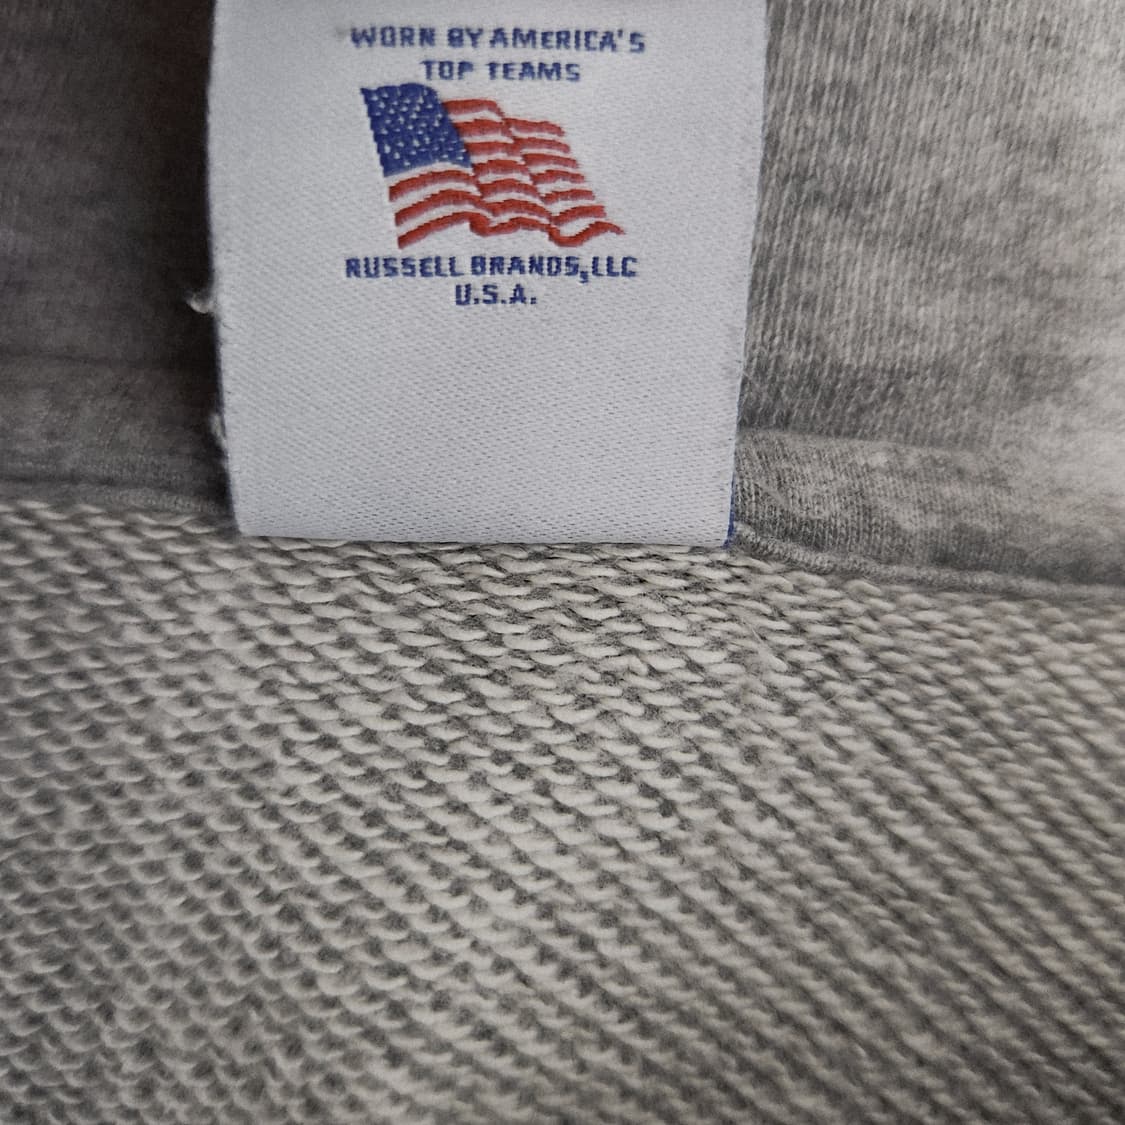 WORN BY AMERICA'S
TOP TEAMS
RUSSELL BRANDS,LLC
U.S.A.